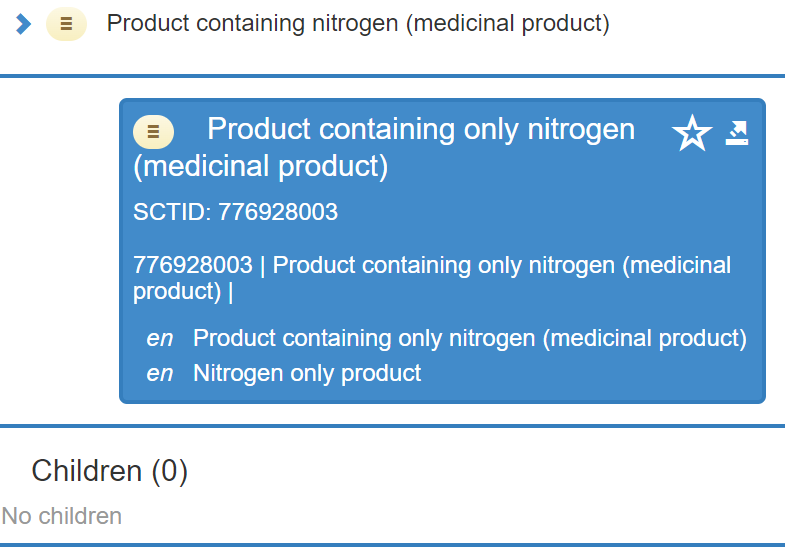 Product containing nitrogen (medicinal product)
Product containing only nitrogen
(medicinal product)
SCTID: 776928003
776928003 | Product containing only nitrogen (medicinal
product) |
en Product containing only nitrogen (medicinal product)
en Nitrogen only product
Children (0)
No children